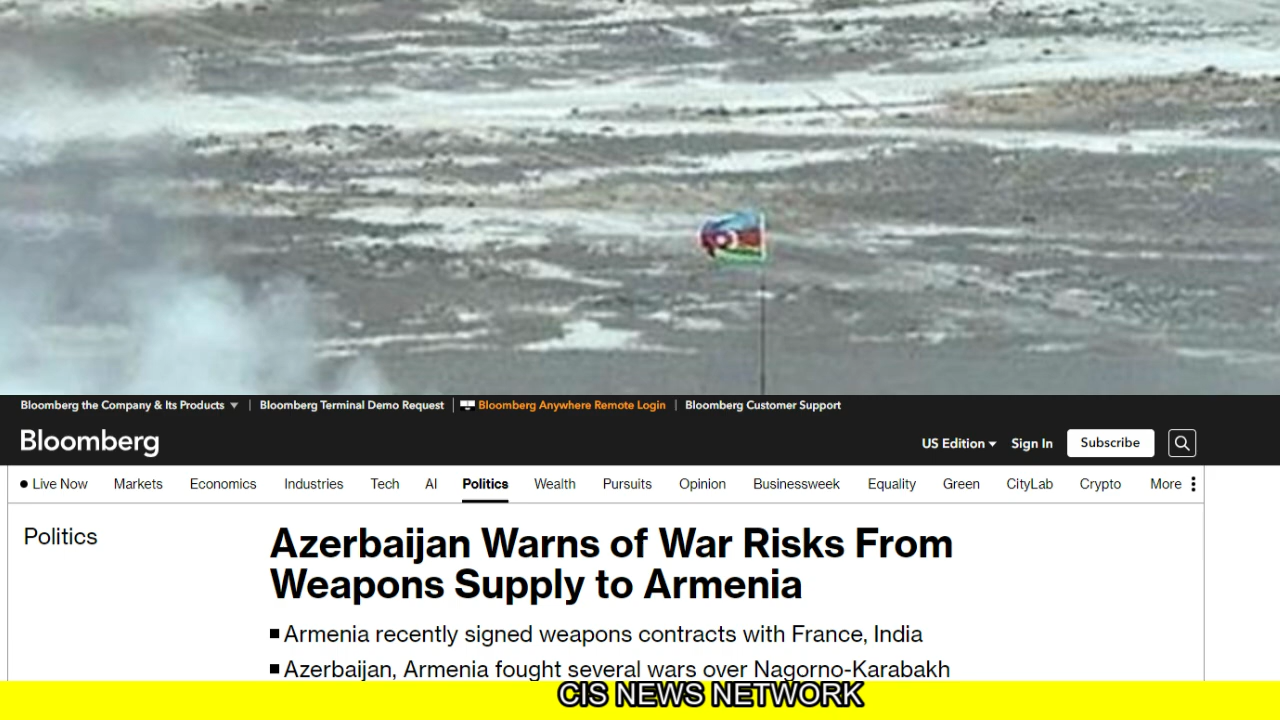 Bloomberg the Company & Its Products ▼ | Bloomberg Terminal Demo Request | Bloomberg Anywhere Remote Login | Bloomberg Customer Support
Bloomberg
US Edition ▼ Sign In Subscribe
● Live Now Markets Economics Industries Tech AI Politics Wealth Pursuits Opinion Businessweek Equality Green CityLab Crypto More
Politics
Azerbaijan Warns of War Risks From
Weapons Supply to Armenia
■ Armenia recently signed weapons contracts with France, India
■ Azerbaijan, Armenia fought several wars over Nagorno-Karabakh
CIS NEWS NETWORK